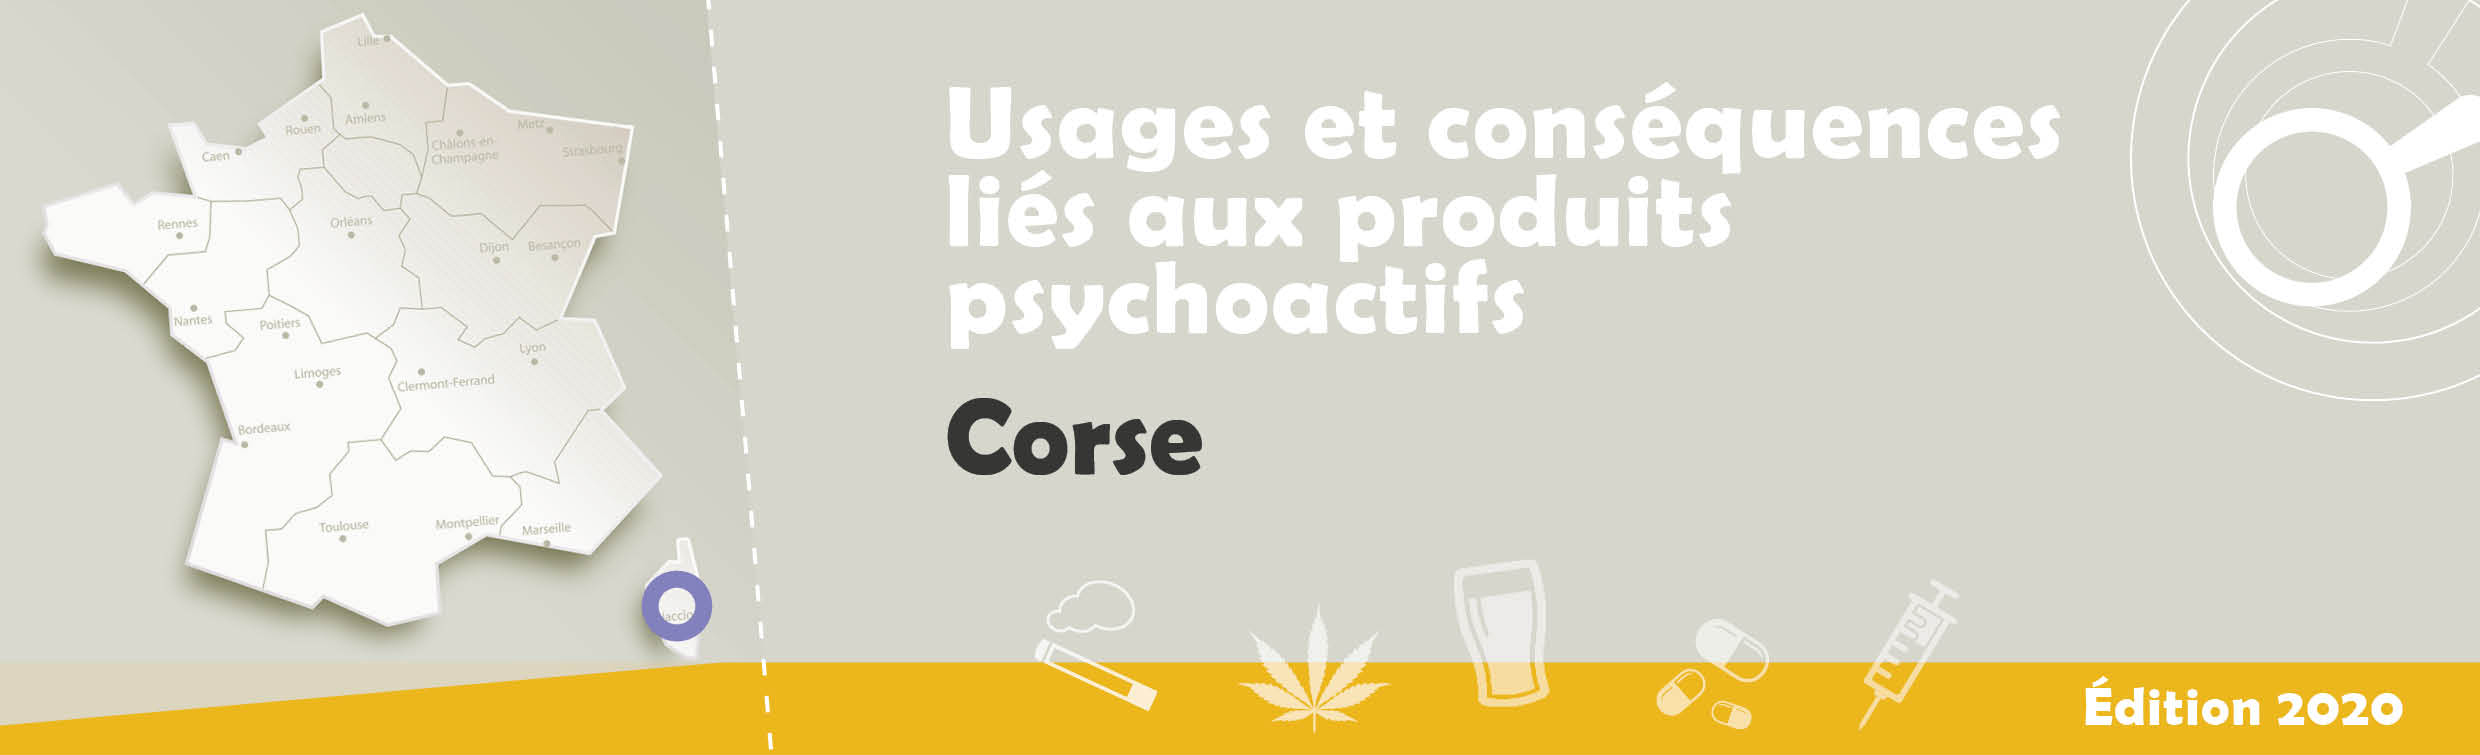 Lille
Amiens
Rouen
Metz
Châlons-en-
Champagne
Strasbourg
Caen
Rennes
Orléans
Dijon
Besançon
Nantes
Poitiers
Lyon
Limoges
Clermont-Ferrand
Bordeaux
Toulouse
Montpellier
Marseille
Usages et conséquences
liés aux produits
psychoactifs
Corse
Édition 2020